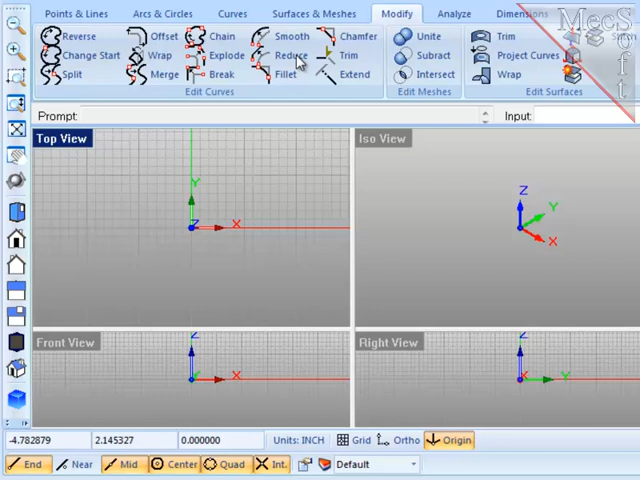 Points & Lines Arcs & Circles Curves Surfaces & Meshes Modify Analyze Dimensions
Reverse Offset Chain Smooth Chamfer Unite Trim Stitch
Change Start Wrap Explode Reduce Trim Subtract Project Curves
Split Merge Break Fillet Extend Intersect Wrap
Edit Curves Edit Meshes Edit Surfaces
MecSoft
Prompt: Input:
Top View Iso View
Y Z X
Z Y X
Front View Right View
Z Y X
Z X Y
-4.782879 2.145327 0.000000 Units: INCH Grid Ortho Origin
End Near Mid Center Quad Int. Default